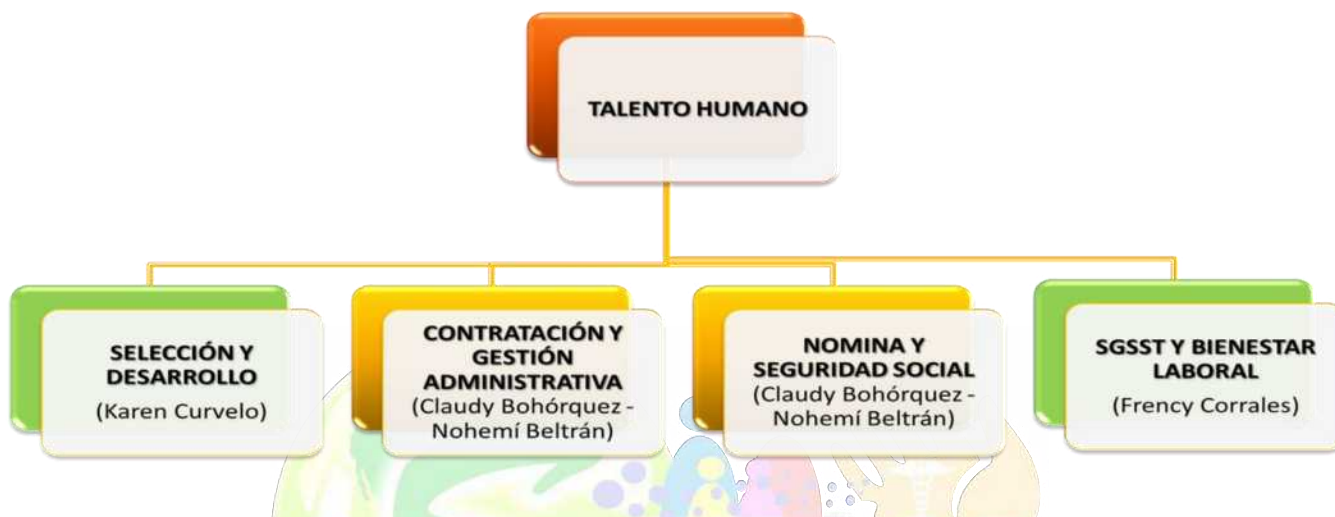 TALENTO HUMANO
SELECCIÓN Y
DESARROLLO
(Karen Curvelo)
CONTRATACIÓN Y
GESTIÓN
ADMINISTRATIVA
(Claudy Bohórquez -
Nohemí Beltrán)
NOMINA Y
SEGURIDAD SOCIAL
(Claudy Bohórquez -
Nohemí Beltrán)
SGSST Y BIENESTAR
LABORAL
(Frency Corrales)